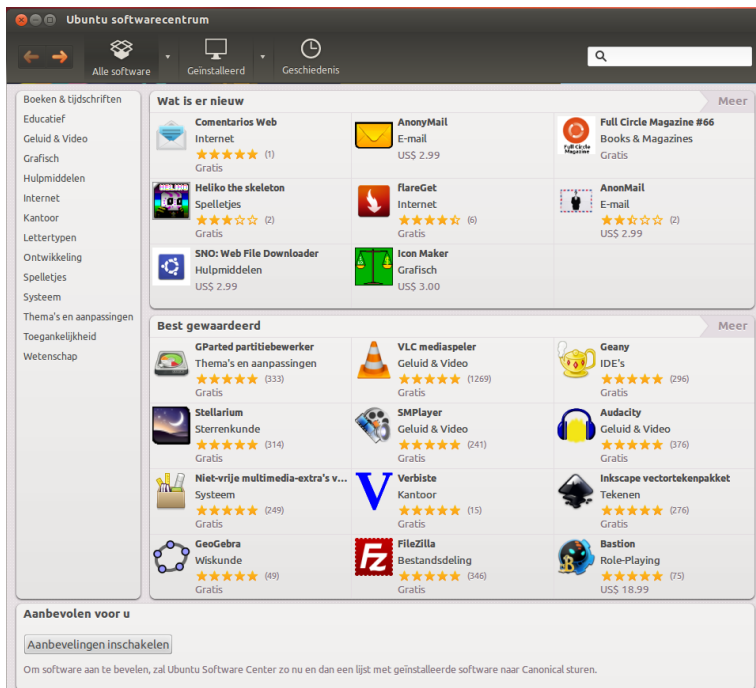 Ubuntu softwarecentrum
Alle software
Geïnstalleerd
Geschiedenis
Boeken & tijdschriften
Educatief
Geluid & Video
Grafisch
Hulpmiddelen
Internet
Kantoor
Lettertypen
Ontwikkeling
Spelletjes
Systeem
Thema's en aanpassingen
Toegankelijkheid
Wetenschap
Wat is er nieuw
Meer
Comentarios Web
Internet
(1)
Gratis
AnonyMail
E-mail
US$ 2.99
Full Circle Magazine
Full Circle Magazine #66
Books & Magazines
Gratis
Heliko the skeleton
Spelletjes
(2)
Gratis
flareGet
Internet
(6)
Gratis
AnonMail
E-mail
(2)
US$ 2.99
SNO: Web File Downloader
Hulpmiddelen
US$ 2.99
Icon Maker
Grafisch
US$ 3.00
Best gewaardeerd
Meer
GParted partitiebewerker
Thema's en aanpassingen
(333)
Gratis
VLC mediaspeler
Geluid & Video
(1269)
Gratis
Geany
IDE's
(296)
Gratis
Stellarium
Sterrenkunde
(314)
Gratis
SMPlayer
Geluid & Video
(241)
Gratis
Audacity
Geluid & Video
(376)
Gratis
Niet-vrije multimedia-extra's v...
Systeem
(249)
Gratis
V
Verbiste
Kantoor
(15)
Gratis
Inkscape vectortekenpakket
Tekenen
(276)
Gratis
GeoGebra
Wiskunde
(49)
Gratis
Fz
FileZilla
Bestandsdeling
(346)
Gratis
B
Bastion
Role-Playing
(75)
US$ 18.99
Aanbevolen voor u
Aanbevelingen inschakelen
Om software aan te bevelen, zal Ubuntu Software Center zo nu en dan een lijst met geïnstalleerde software naar Canonical sturen.